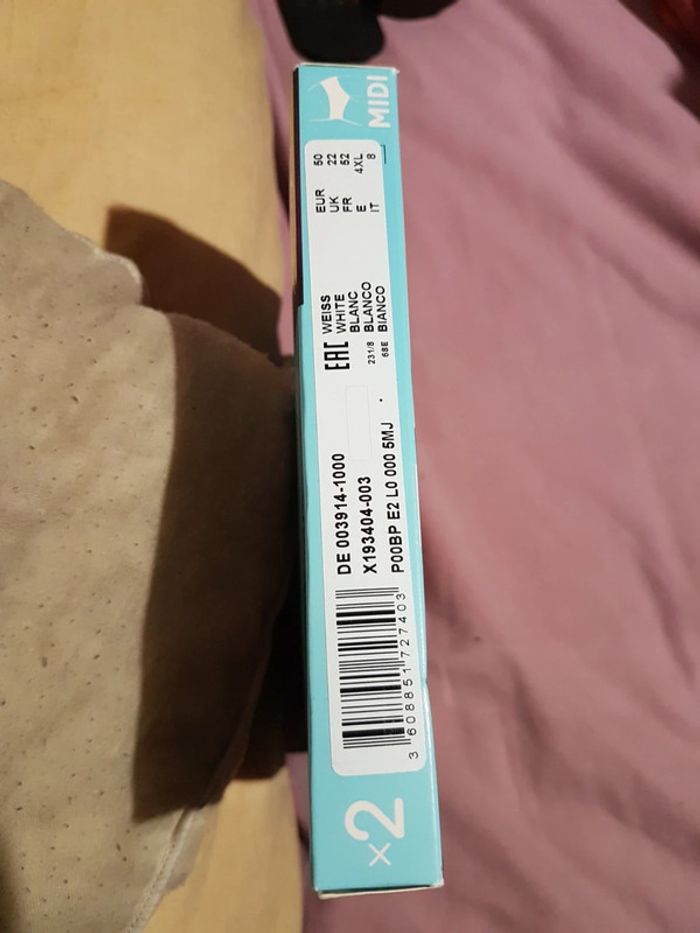 ×2
3 608851 727403
DE 003914-1000
X193404-003
P00BP E2 L0 000 5MJ
EAC
231/8
68E
WEISS
WHITE
BLANC
BLANCO
BIANCO
EUR 50
UK 22
FR 52
E 4XL
IT 8
MIDI